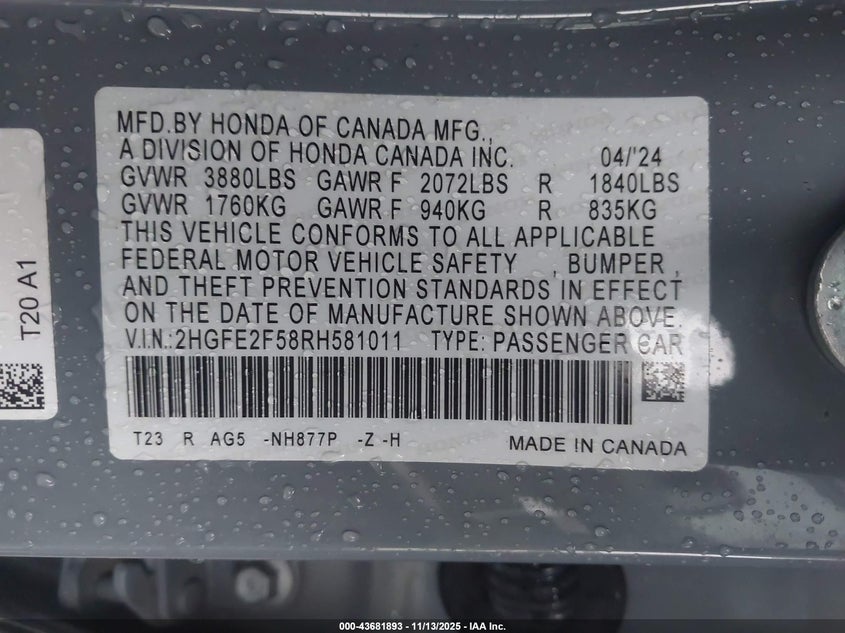 MFD.BY HONDA OF CANADA MFG.,
A DIVISION OF HONDA CANADA INC. 04/'24
GVWR 3880LBS GAWR F 2072LBS R 1840LBS
GVWR 1760KG GAWR F 940KG R 835KG
THIS VEHICLE CONFORMS TO ALL APPLICABLE
FEDERAL MOTOR VEHICLE SAFETY , BUMPER ,
AND THEFT PREVENTION STANDARDS IN EFFECT
ON THE DATE OF MANUFACTURE SHOWN ABOVE.
V.I.N.:2HGFE2F58RH581011 TYPE: PASSENGER CAR
T23 R AG5 -NH877P -Z -H MADE IN CANADA
T20 A1
000-43681893 - 11/13/2025 - IAA Inc.